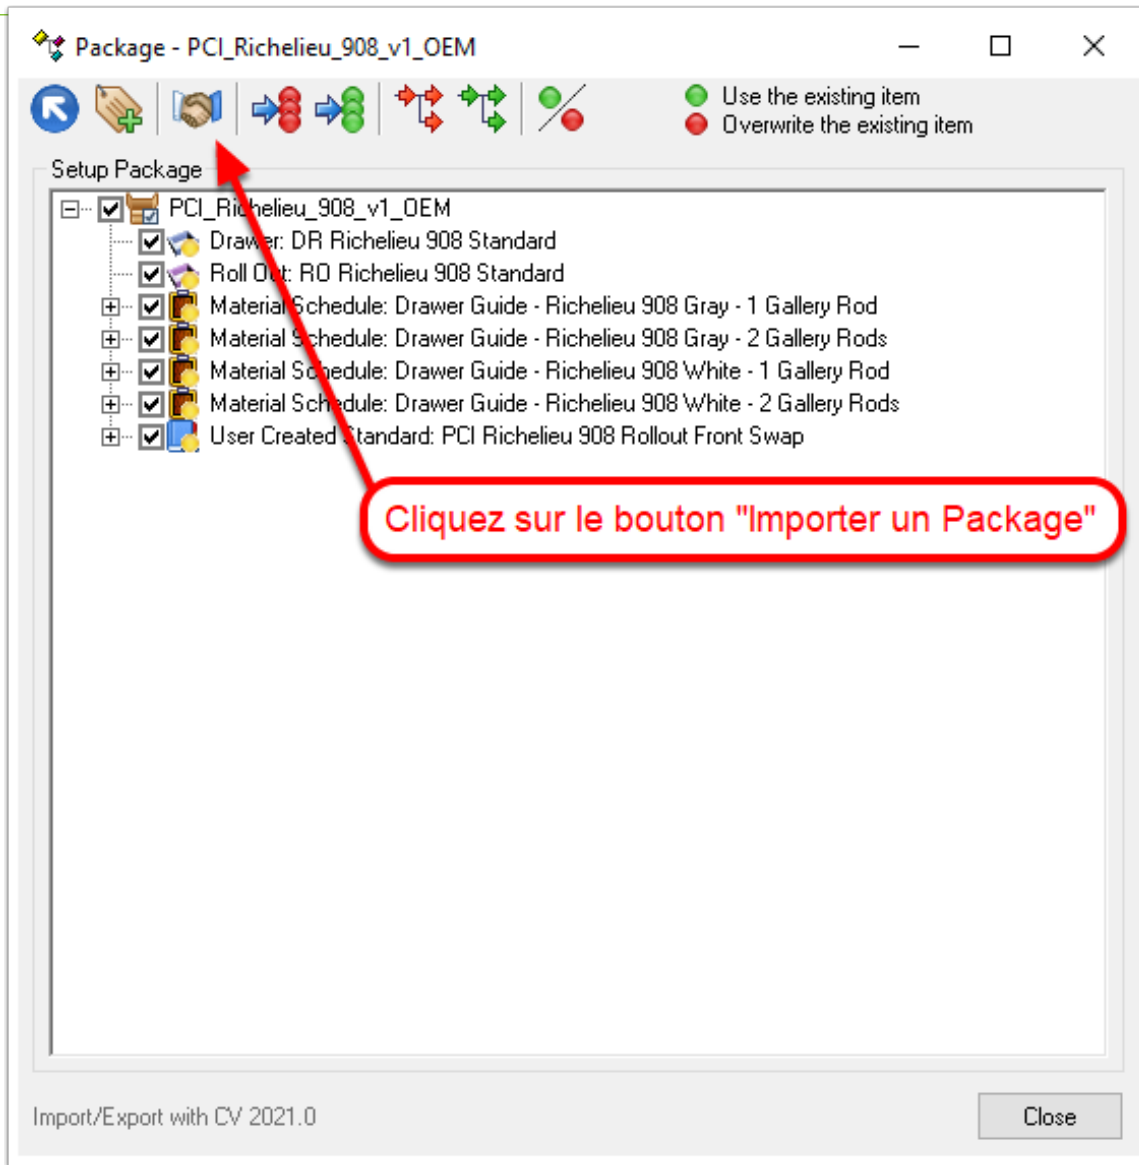 Package - PCI_Richelieu_908_v1_OEM
Use the existing item
Overwrite the existing item
Setup Package
PCI_Richelieu_908_v1_OEM
Drawer: DR Richelieu 908 Standard
Roll Out: RO Richelieu 908 Standard
Material Schedule: Drawer Guide - Richelieu 908 Gray - 1 Gallery Rod
Material Schedule: Drawer Guide - Richelieu 908 Gray - 2 Gallery Rods
Material Schedule: Drawer Guide - Richelieu 908 White - 1 Gallery Rod
Material Schedule: Drawer Guide - Richelieu 908 White - 2 Gallery Rods
User Created Standard: PCI Richelieu 908 Rollout Front Swap
Cliquez sur le bouton "Importer un Package"
Import/Export with CV 2021.0
Close